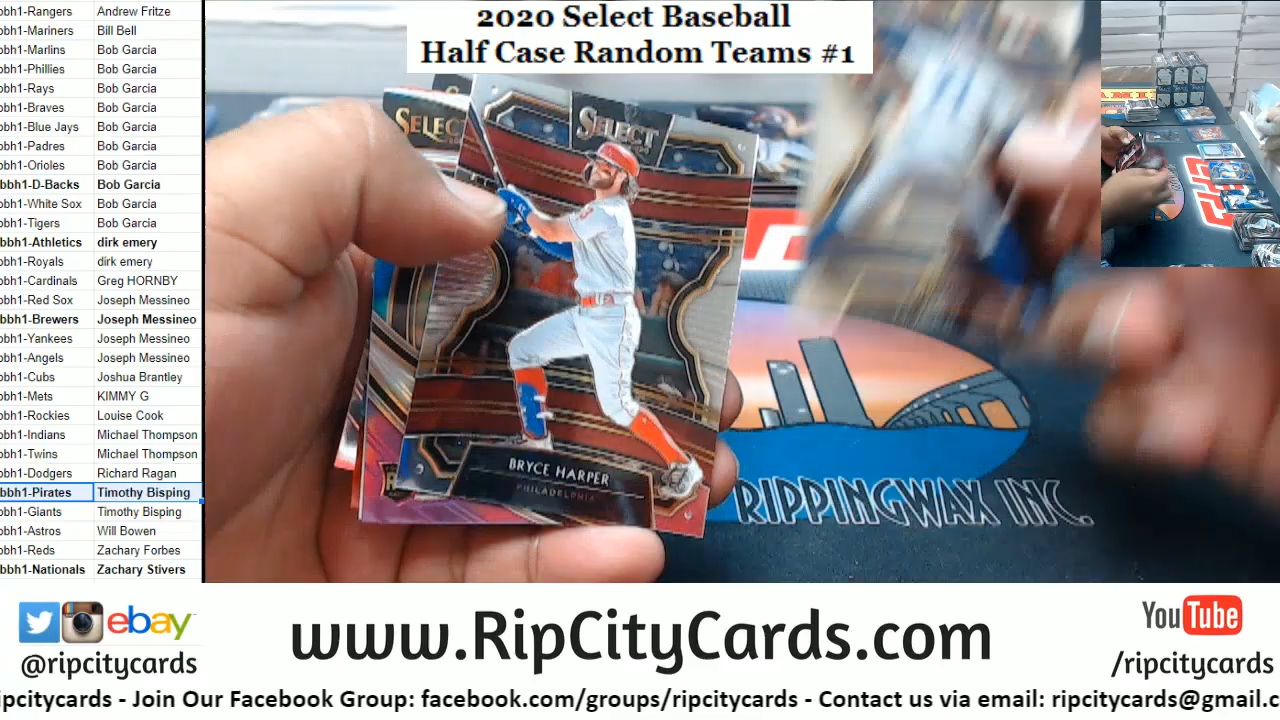 bbh1-Rangers Andrew Fritze
bbh1-Mariners Bill Bell
bbh1-Marlins Bob Garcia
bbh1-Phillies Bob Garcia
bbh1-Rays Bob Garcia
bbh1-Braves Bob Garcia
bbh1-Blue Jays Bob Garcia
bbh1-Padres Bob Garcia
bbh1-Orioles Bob Garcia
bbh1-D-Backs Bob Garcia
bbh1-White Sox Bob Garcia
bbh1-Tigers Bob Garcia
bbh1-Athletics dirk emery
bbh1-Royals dirk emery
bbh1-Cardinals Greg HORNBY
bbh1-Red Sox Joseph Messineo
bbh1-Brewers Joseph Messineo
bbh1-Yankees Joseph Messineo
bbh1-Angels Joseph Messineo
bbh1-Cubs Joshua Brantley
bbh1-Mets KIMMY G
bbh1-Rockies Louise Cook
bbh1-Indians Michael Thompson
bbh1-Twins Michael Thompson
bbh1-Dodgers Richard Ragan
bbh1-Pirates Timothy Bisping
bbh1-Giants Timothy Bisping
bbh1-Astros Will Bowen
bbh1-Reds Zachary Forbes
bbh1-Nationals Zachary Stivers
2020 Select Baseball
Half Case Random Teams #1
SELECT
SELECT
BRYCE HARPER
PHILADELPHIA
RIPPINGWAX INC.
ebay
@ripcitycards
www.RipCityCards.com
YouTube
/ripcitycards
ipcitycards - Join Our Facebook Group: facebook.com/groups/ripcitycards - Contact us via email: ripcitycards@gmail.c